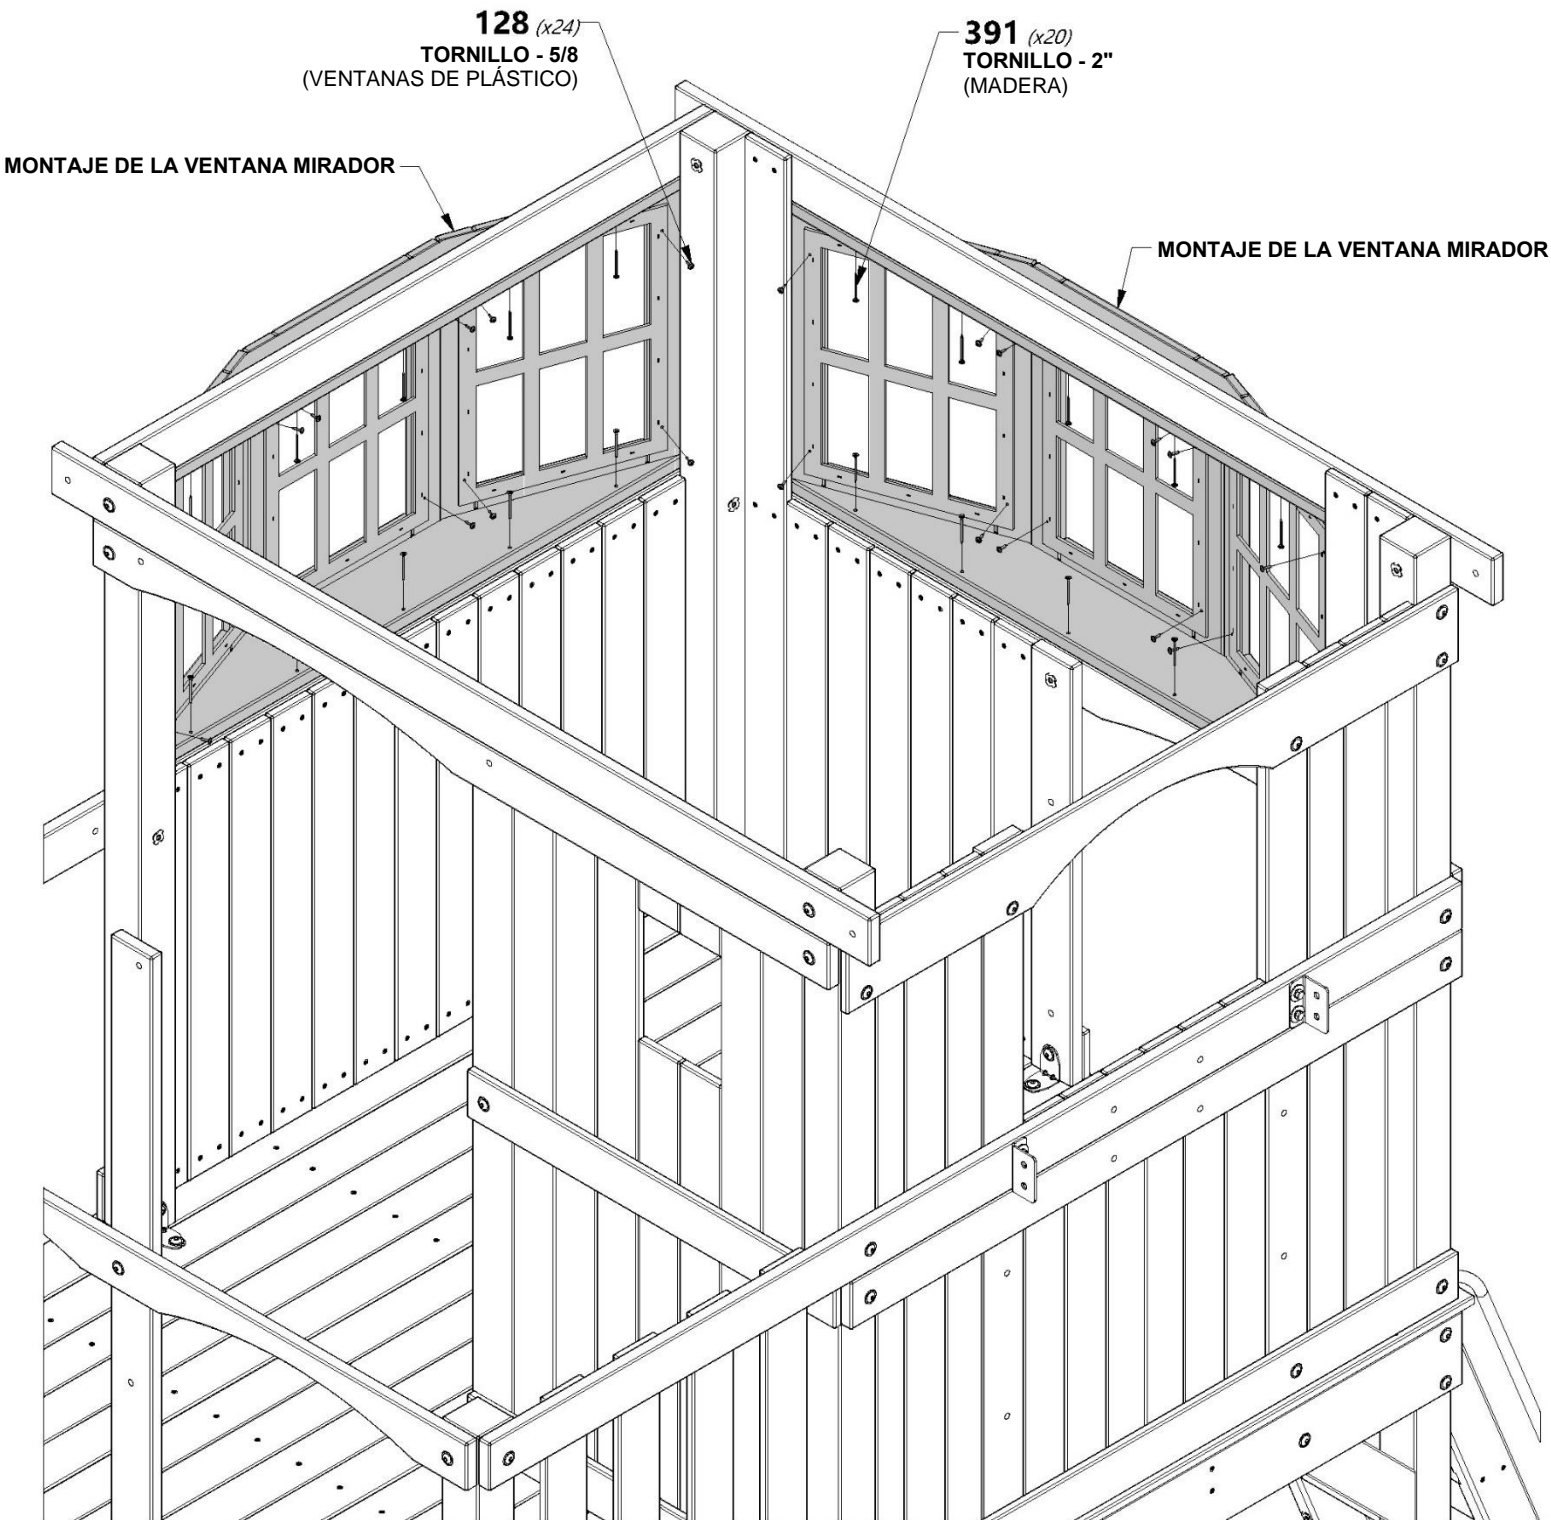 128 (x24)
TORNILLO - 5/8
(VENTANAS DE PLÁSTICO)
391 (x20)
TORNILLO - 2"
(MADERA)
MONTAJE DE LA VENTANA MIRADOR
MONTAJE DE LA VENTANA MIRADOR